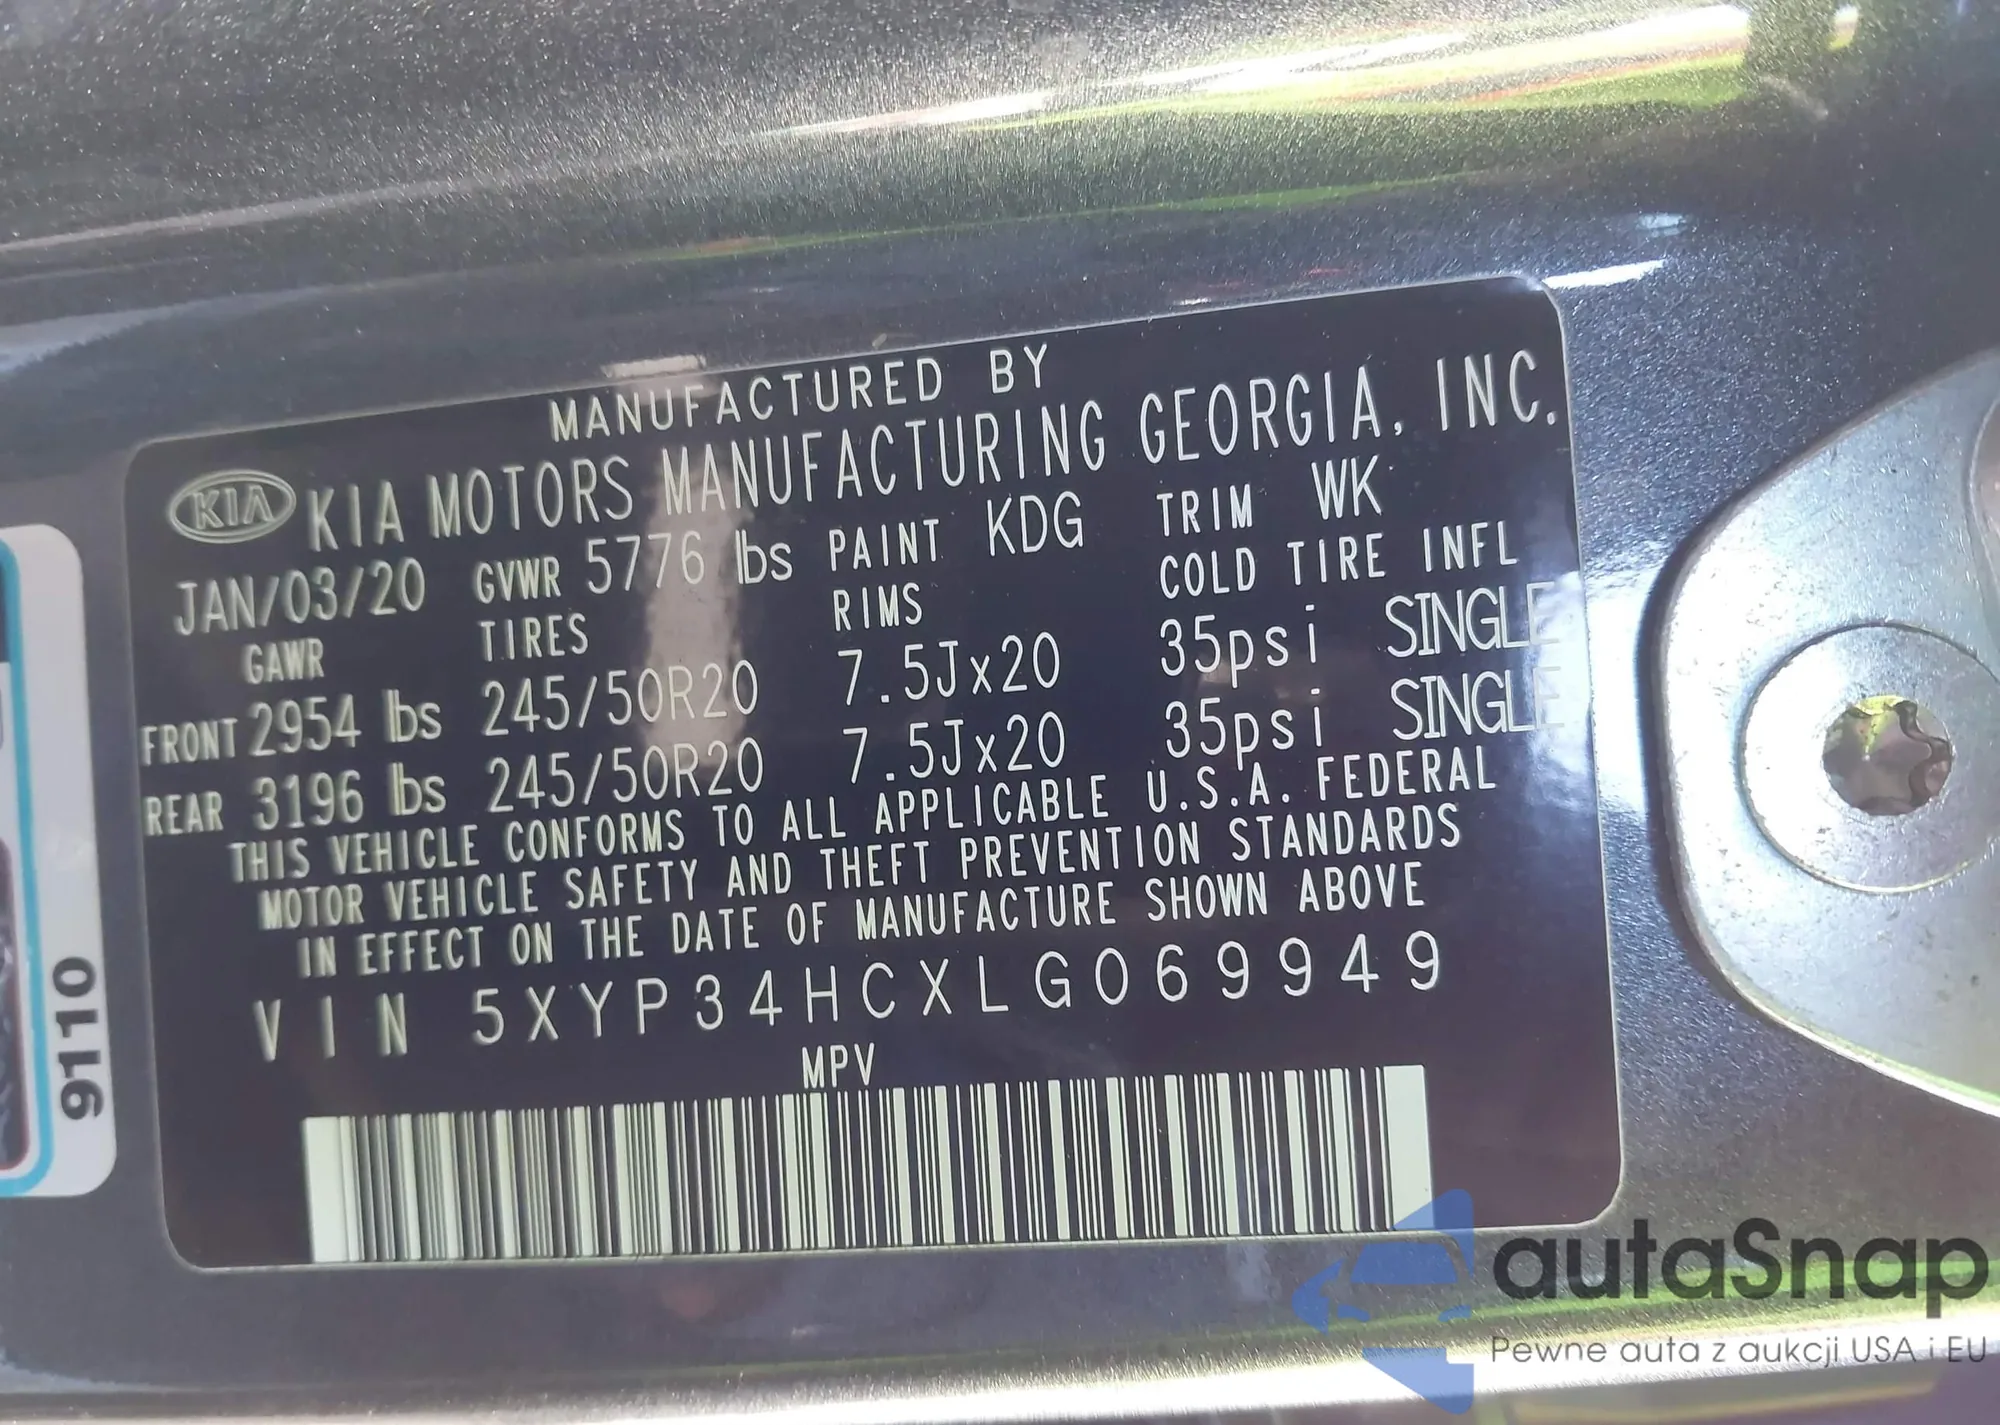 MANUFACTURED BY
KIA KIA MOTORS MANUFACTURING GEORGIA, INC.
JAN/03/20 GVWR 5776 lbs PAINT KDG TRIM WK
GAWR TIRES RIMS COLD TIRE INFL
FRONT 2954 lbs 245/50R20 7.5Jx20 35psi SINGLE
REAR 3196 lbs 245/50R20 7.5Jx20 35psi SINGLE
THIS VEHICLE CONFORMS TO ALL APPLICABLE U.S.A. FEDERAL
MOTOR VEHICLE SAFETY AND THEFT PREVENTION STANDARDS
IN EFFECT ON THE DATE OF MANUFACTURE SHOWN ABOVE
VIN 5XYP34HCXLG069949
MPV
9110
autaSnap
Pewne auta z aukcji USA i EU